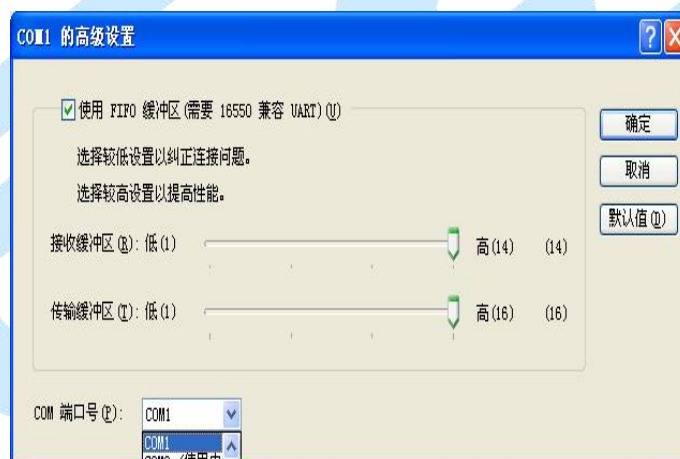 COM1 的高级设置
使用 FIFO 缓冲区(需要 16550 兼容 UART)(U)
确定
选择较低设置以纠正连接问题。
取消
选择较高设置以提高性能。
默认值(D)
接收缓冲区(R): 低(1) 高(14) (14)
传输缓冲区(T): 低(1) 高(16) (16)
COM 端口号(P): COM1
COM1